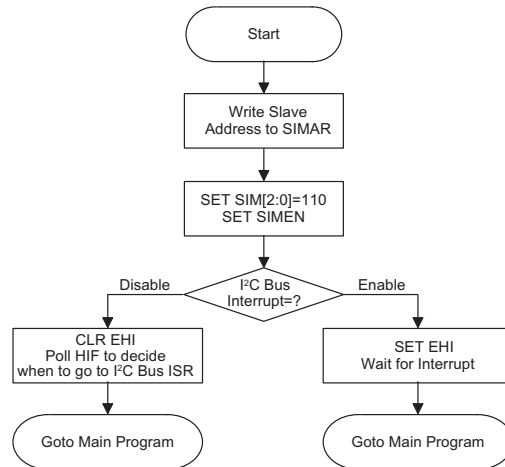 Start
Write Slave
Address to SIMAR
SET SIM[2:0]=110
SET SIMEN
I²C Bus
Interrupt=?
Disable
Enable
CLR EHI
Poll HIF to decide
when to go to I²C Bus ISR
SET EHI
Wait for Interrupt
Goto Main Program
Goto Main Program